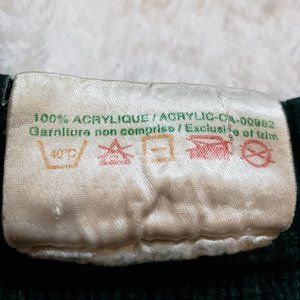 100% ACRYLIQUE / ACRYLIC-CA-00982
Garniture non comprise / Exclusive of trim
40°C